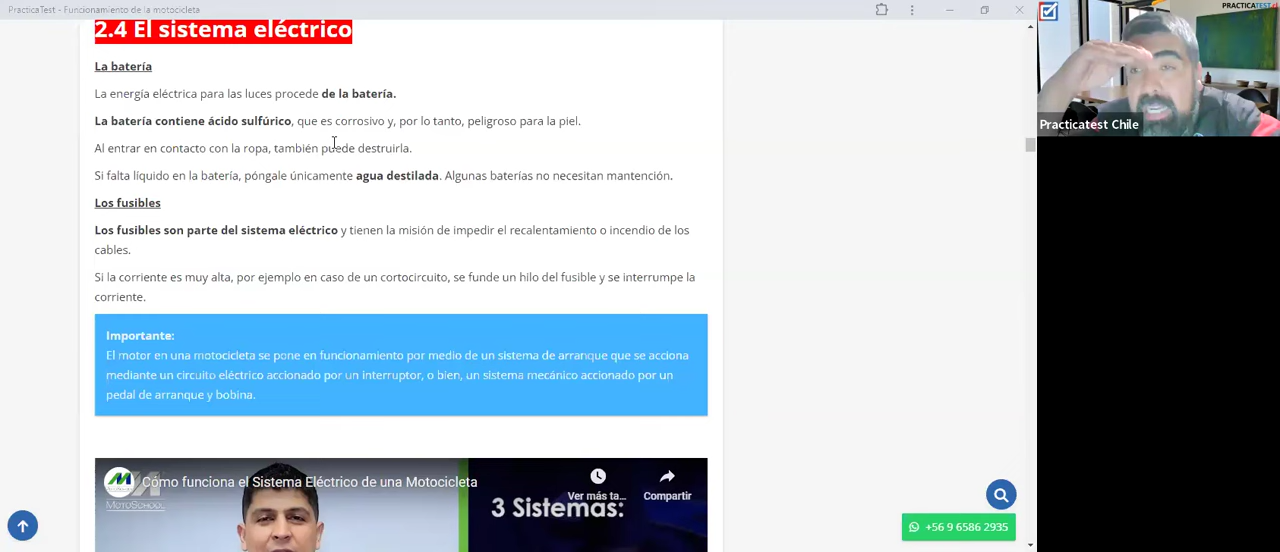 PracticaTest - Funcionamiento de la motocicleta
2.4 El sistema eléctrico
La batería
La energía eléctrica para las luces procede de la batería.
La batería contiene ácido sulfúrico, que es corrosivo y, por lo tanto, peligroso para la piel.
Al entrar en contacto con la ropa, también puede destruirla.
Si falta líquido en la batería, póngale únicamente agua destilada. Algunas baterías no necesitan mantención.
Los fusibles
Los fusibles son parte del sistema eléctrico y tienen la misión de impedir el recalentamiento o incendio de los
cables.
Si la corriente es muy alta, por ejemplo en caso de un cortocircuito, se funde un hilo del fusible y se interrumpe la
corriente.
Importante:
El motor en una motocicleta se pone en funcionamiento por medio de un sistema de arranque que se acciona
mediante un circuito eléctrico accionado por un interruptor, o bien, un sistema mecánico accionado por un
pedal de arranque y bobina.
Cómo funciona el Sistema Eléctrico de una Motocicleta
MOTOSCHOOL
Ver más ta...
Compartir
3 Sistemas:
+56 9 6586 2935
PRACTICATEST.cl
Practicatest Chile